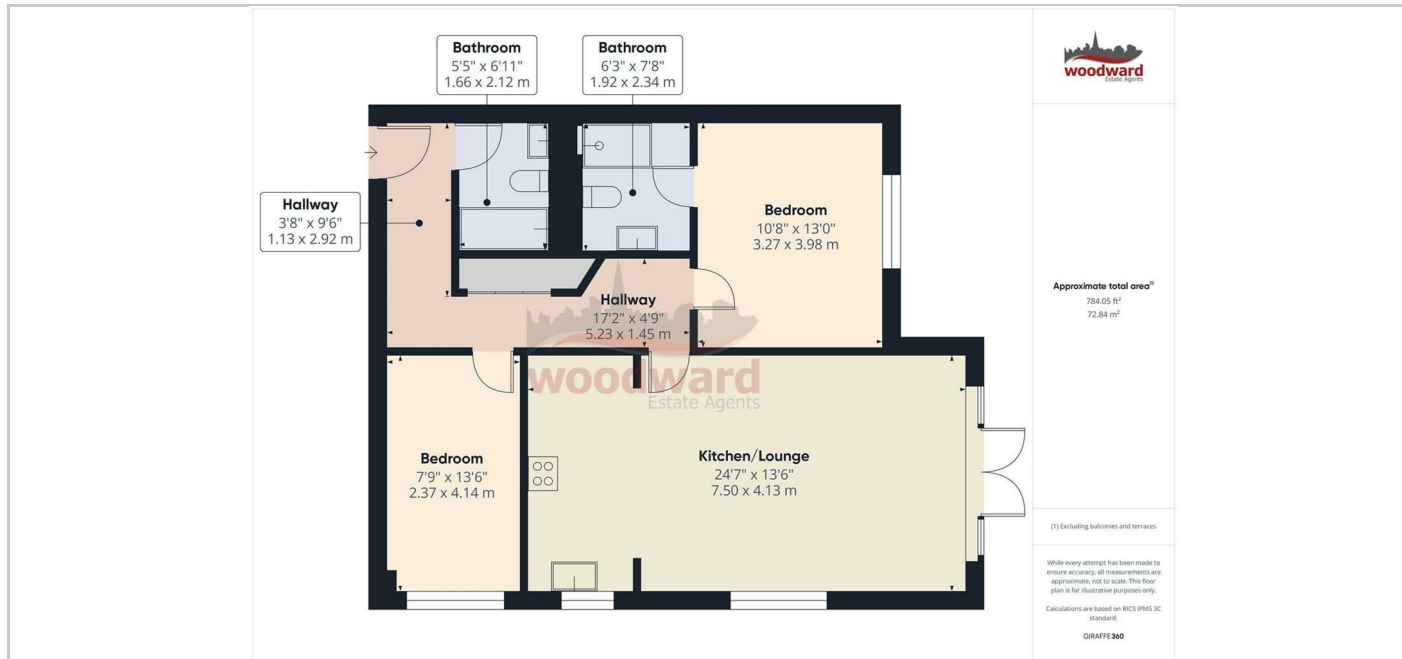 Bathroom
5'5" x 6'11"
1.66 x 2.12 m
Bathroom
6'3" x 7'8"
1.92 x 2.34 m
Hallway
3'8" x 9'6"
1.13 x 2.92 m
Bedroom
10'8" x 13'0"
3.27 x 3.98 m
Hallway
17'2" x 4'9"
5.23 x 1.45 m
woodward
Estate Agents
Bedroom
7'9" x 13'6"
2.37 x 4.14 m
Kitchen/Lounge
24'7" x 13'6"
7.50 x 4.13 m
woodward
Estate Agents
Approximate total area(1)
784.05 ft²
72.84 m²
(1) Excluding balconies and terraces
While every attempt has been made to
ensure accuracy, all measurements are
approximate, not to scale. This floor
plan is for illustrative purposes only.
Calculations are based on RICS IPMS 3C
standard.
GIRAFFE360